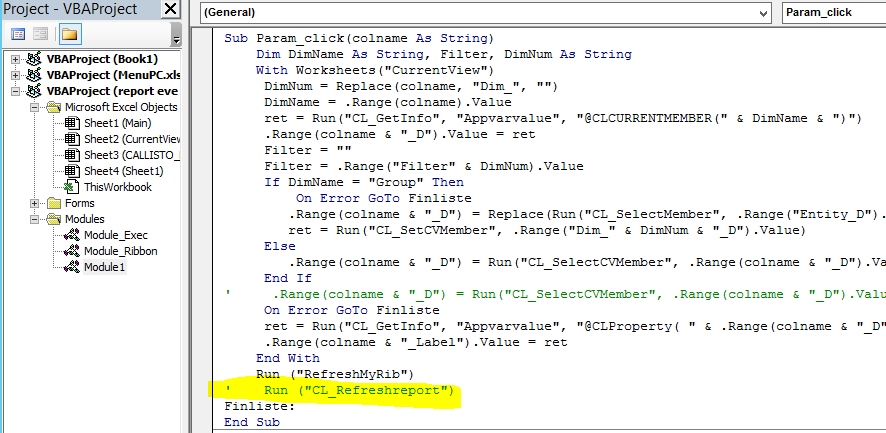 Project - VBAProject
VBAProject (Book1)
VBAProject (MenuPC.xls
VBAProject (report eve
Microsoft Excel Objects
Sheet1 (Main)
Sheet2 (CurrentView
Sheet3 (CALLISTO_
Sheet4 (Sheet1)
ThisWorkbook
Forms
Modules
Module_Exec
Module_Ribbon
Module1
(General)
Param_click
Sub Param_click(colname As String)
Dim DimName As String, Filter, DimNum As String
With Worksheets("CurrentView")
DimNum = Replace(colname, "Dim_", "")
DimName = .Range(colname).Value
ret = Run("CL_GetInfo", "Appvarvalue", "@CLCURRENTMEMBER(" & DimName & ")")
.Range(colname & "_D").Value = ret
Filter = ""
Filter = .Range("Filter" & DimNum).Value
If DimName = "Group" Then
On Error GoTo Finliste
.Range(colname & "_D") = Replace(Run("CL_SelectMember", .Range("Entity_D").
ret = Run("CL_SetCVMember", .Range("Dim_" & DimNum & "_D").Value)
Else
.Range(colname & "_D") = Run("CL_SelectCVMember", .Range(colname & "_D").Va
End If
' .Range(colname & "_D") = Run("CL_SelectCVMember", .Range(colname & "_D").Valu
On Error GoTo Finliste
ret = Run("CL_GetInfo", "Appvarvalue", "@CLProperty( " & .Range(colname & "_D"
.Range(colname & "_Label").Value = ret
End With
Run ("RefreshMyRib")
' Run ("CL_Refreshreport")
Finliste:
End Sub